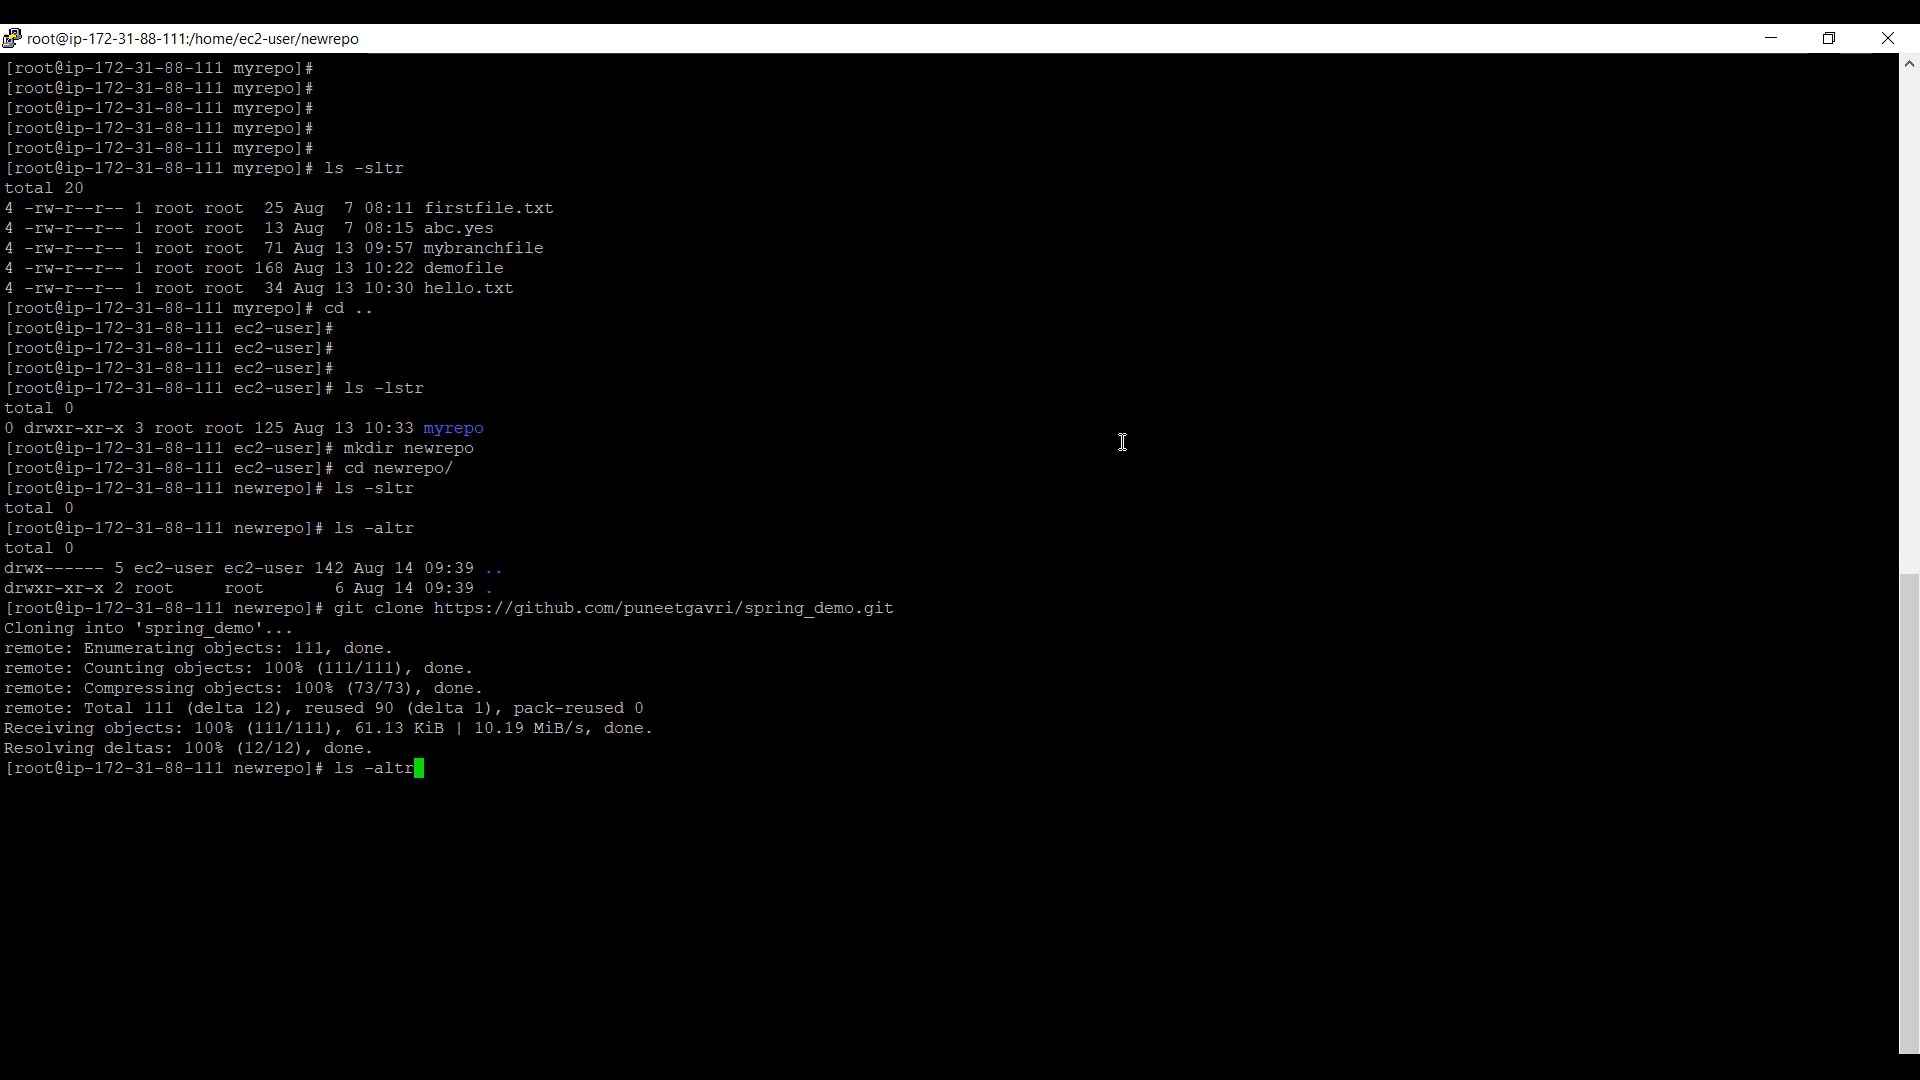 root@ip-172-31-88-111:/home/ec2-user/newrepo
[root@ip-172-31-88-111 myrepo]#
[root@ip-172-31-88-111 myrepo]#
[root@ip-172-31-88-111 myrepo]#
[root@ip-172-31-88-111 myrepo]#
[root@ip-172-31-88-111 myrepo]#
[root@ip-172-31-88-111 myrepo]# ls -sltr
total 20
4 -rw-r--r-- 1 root root  25 Aug  7 08:11 firstfile.txt
4 -rw-r--r-- 1 root root  13 Aug  7 08:15 abc.yes
4 -rw-r--r-- 1 root root  71 Aug 13 09:57 mybranchfile
4 -rw-r--r-- 1 root root 168 Aug 13 10:22 demofile
4 -rw-r--r-- 1 root root  34 Aug 13 10:30 hello.txt
[root@ip-172-31-88-111 myrepo]# cd ..
[root@ip-172-31-88-111 ec2-user]#
[root@ip-172-31-88-111 ec2-user]#
[root@ip-172-31-88-111 ec2-user]#
[root@ip-172-31-88-111 ec2-user]# ls -lstr
total 0
0 drwxr-xr-x 3 root root 125 Aug 13 10:33 myrepo
[root@ip-172-31-88-111 ec2-user]# mkdir newrepo
[root@ip-172-31-88-111 ec2-user]# cd newrepo/
[root@ip-172-31-88-111 newrepo]# ls -sltr
total 0
[root@ip-172-31-88-111 newrepo]# ls -altr
total 0
drwx------ 5 ec2-user ec2-user 142 Aug 14 09:39 ..
drwxr-xr-x 2 root     root       6 Aug 14 09:39 .
[root@ip-172-31-88-111 newrepo]# git clone https://github.com/puneetgavri/spring_demo.git
Cloning into 'spring_demo'...
remote: Enumerating objects: 111, done.
remote: Counting objects: 100% (111/111), done.
remote: Compressing objects: 100% (73/73), done.
remote: Total 111 (delta 12), reused 90 (delta 1), pack-reused 0
Receiving objects: 100% (111/111), 61.13 KiB | 10.19 MiB/s, done.
Resolving deltas: 100% (12/12), done.
[root@ip-172-31-88-111 newrepo]# ls -altr